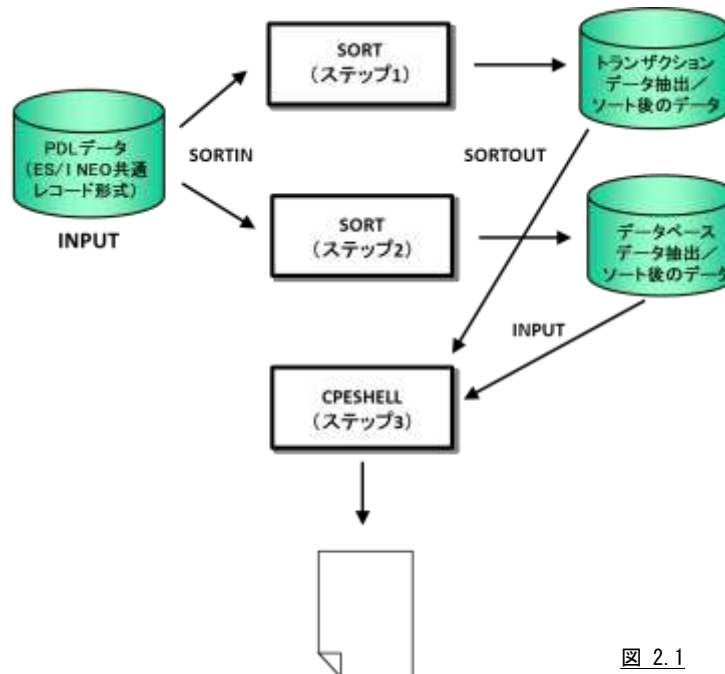 SORT
(ステップ1)
トランザクション
データ抽出／
ソート後のデータ
PDLデータ
(ES/I NEO共通
レコード形式)
SORTIN
SORTOUT
INPUT
SORT
(ステップ2)
データベース
データ抽出／
ソート後のデータ
INPUT
CPESHELL
(ステップ3)
図 2.1